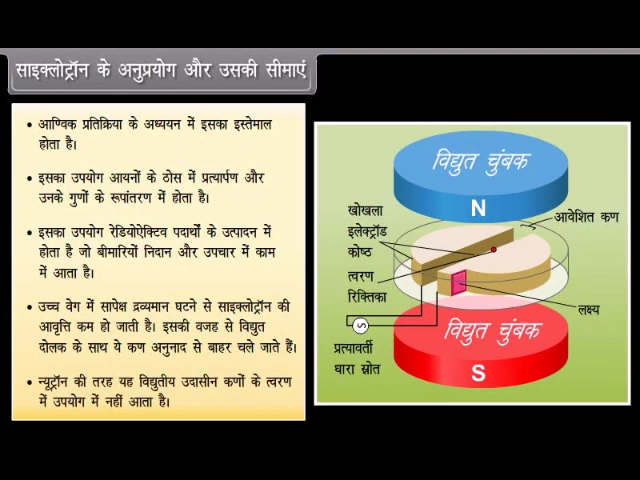 साइक्लोट्रॉन के अनुप्रयोग और उसकी सीमाएं
• आण्विक प्रतिक्रिया के अध्ययन में इसका इस्तेमाल
होता है।
• इसका उपयोग आयनों के ठोस में प्रत्यार्पण और
उनके गुणों के रूपांतरण में होता है।
• इसका उपयोग रेडियोऐक्टिव पदार्थों के उत्पादन में
होता है जो बीमारियों निदान और उपचार में काम
में आता है।
• उच्च वेग में सापेक्ष द्रव्यमान घटने से साइक्लोट्रॉन की
आवृत्ति कम हो जाती है। इसकी वजह से विद्युत
दोलक के साथ ये कण अनुनाद से बाहर चले जाते हैं।
• न्यूट्रॉन की तरह यह विद्युतीय उदासीन कणों के त्वरण
में उपयोग में नहीं आता है।
विद्युत चुंबक
N
खोखला
इलेक्ट्रॉड
कोष्ठ
आवेशित कण
त्वरण
रिक्तिका
लक्ष्य
S
प्रत्यावर्ती
धारा स्रोत
विद्युत चुंबक
S